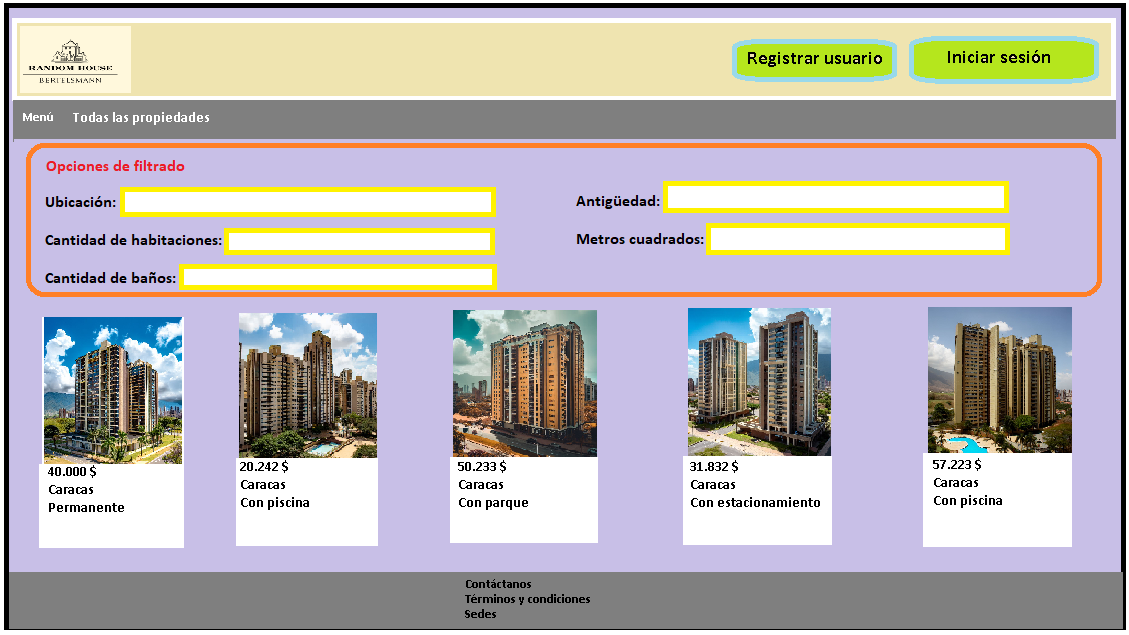 RANDOM HOUSE
BERTELSMANN
Registrar usuario
Iniciar sesión
Menú
Todas las propiedades
Opciones de filtrado
Ubicación:
Antigüedad:
Cantidad de habitaciones:
Metros cuadrados:
Cantidad de baños:
40.000 $
Caracas
Permanente
20.242 $
Caracas
Con piscina
50.233 $
Caracas
Con parque
31.832 $
Caracas
Con estacionamiento
57.223 $
Caracas
Con piscina
Contáctanos
Términos y condiciones
Sedes